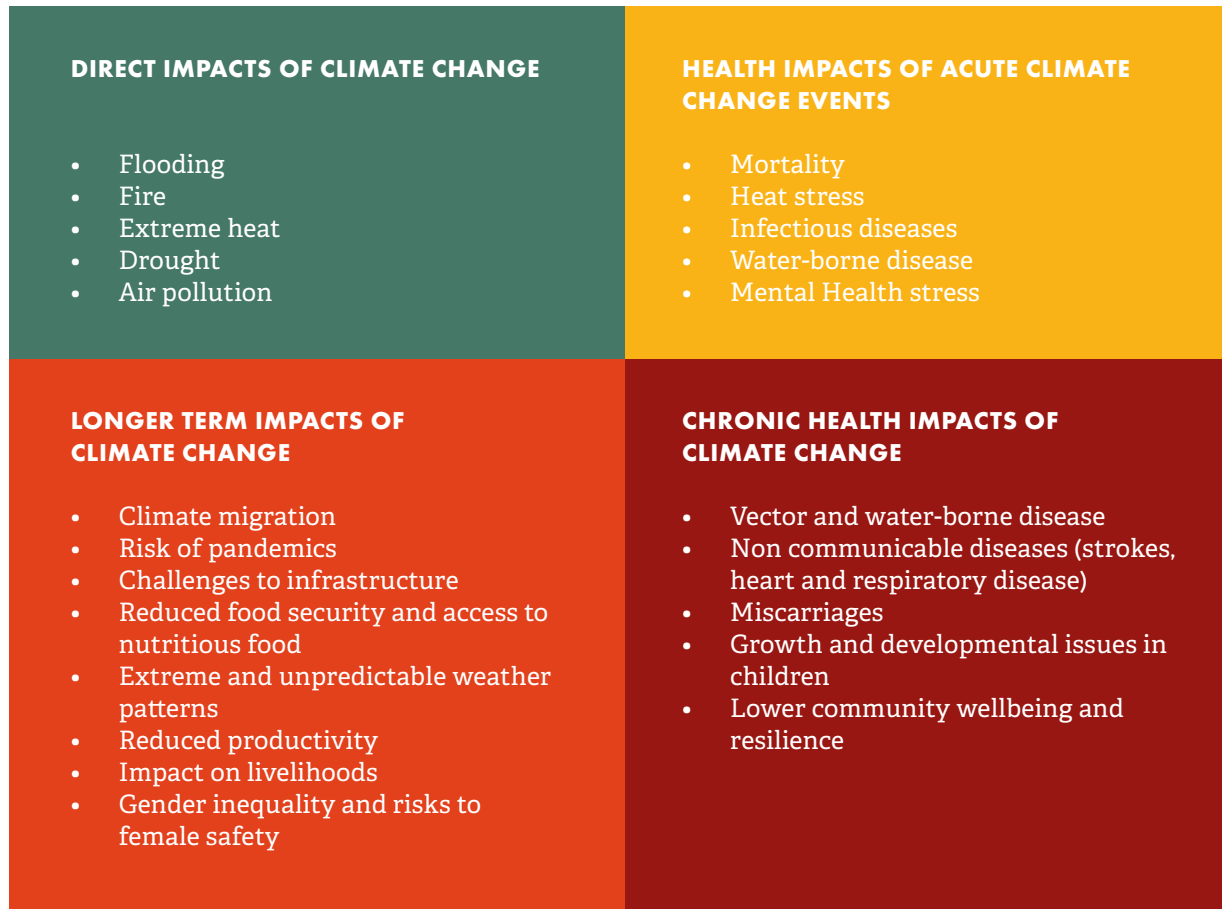 DIRECT IMPACTS OF CLIMATE CHANGE
• Flooding
• Fire
• Extreme heat
• Drought
• Air pollution
HEALTH IMPACTS OF ACUTE CLIMATE
CHANGE EVENTS
• Mortality
• Heat stress
• Infectious diseases
• Water-borne disease
• Mental Health stress
LONGER TERM IMPACTS OF
CLIMATE CHANGE
• Climate migration
• Risk of pandemics
• Challenges to infrastructure
• Reduced food security and access to
nutritious food
• Extreme and unpredictable weather
patterns
• Reduced productivity
• Impact on livelihoods
• Gender inequality and risks to
female safety
CHRONIC HEALTH IMPACTS OF
CLIMATE CHANGE
• Vector and water-borne disease
• Non communicable diseases (strokes,
heart and respiratory disease)
• Miscarriages
• Growth and developmental issues in
children
• Lower community wellbeing and
resilience